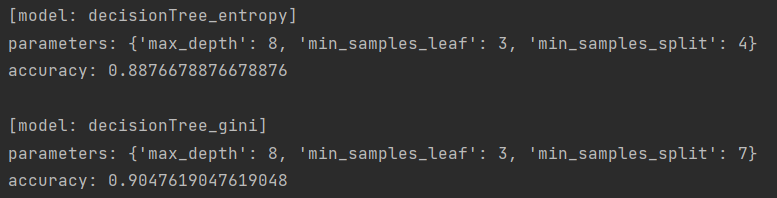 [model: decisionTree_entropy]
parameters: {'max_depth': 8, 'min_samples_leaf': 3, 'min_samples_split': 4}
accuracy: 0.8876678876678876
[model: decisionTree_gini]
parameters: {'max_depth': 8, 'min_samples_leaf': 3, 'min_samples_split': 7}
accuracy: 0.9047619047619048